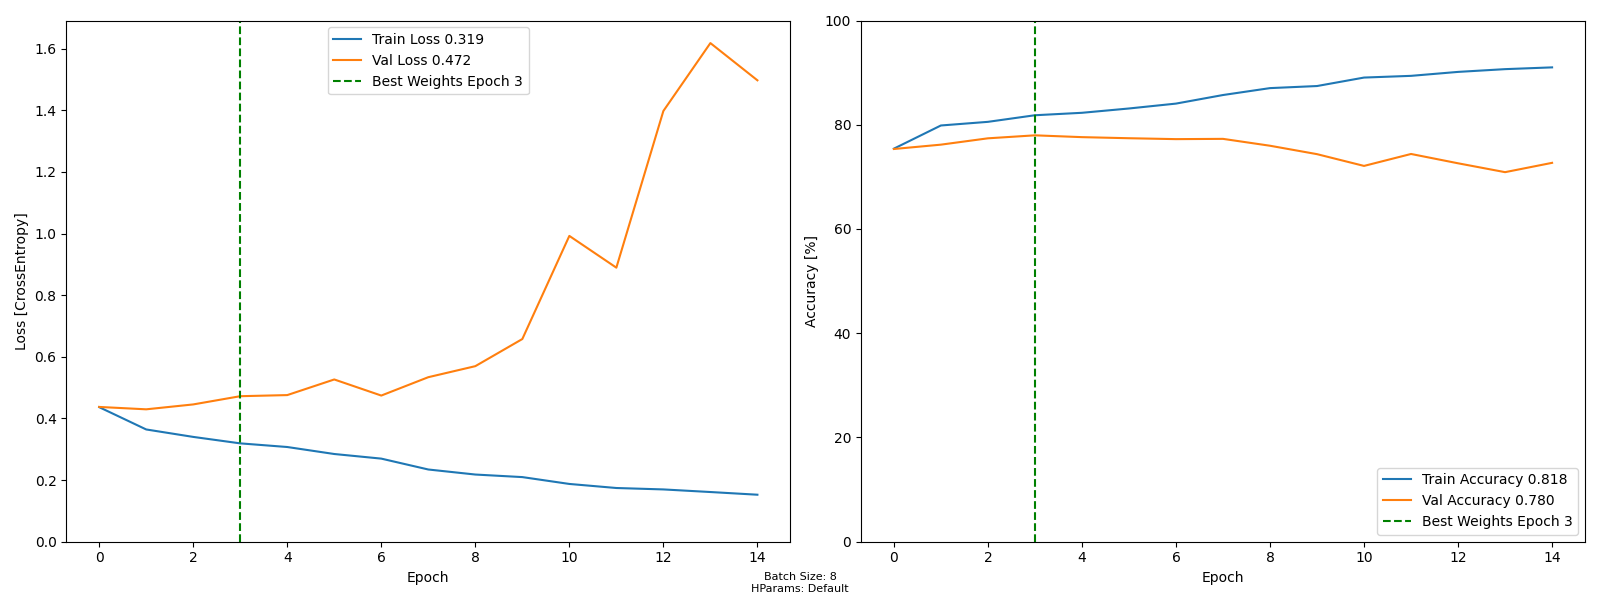 Train Loss 0.319
Val Loss 0.472
Best Weights Epoch 3
Loss [CrossEntropy]
1.6
1.4
1.2
1.0
0.8
0.6
0.4
0.2
0.0
0 2 4 6 8 10 12 14
Epoch
Accuracy [%]
100
80
60
40
20
0
Train Accuracy 0.818
Val Accuracy 0.780
Best Weights Epoch 3
0 2 4 6 8 10 12 14
Epoch
Batch Size: 8
HParams: Default